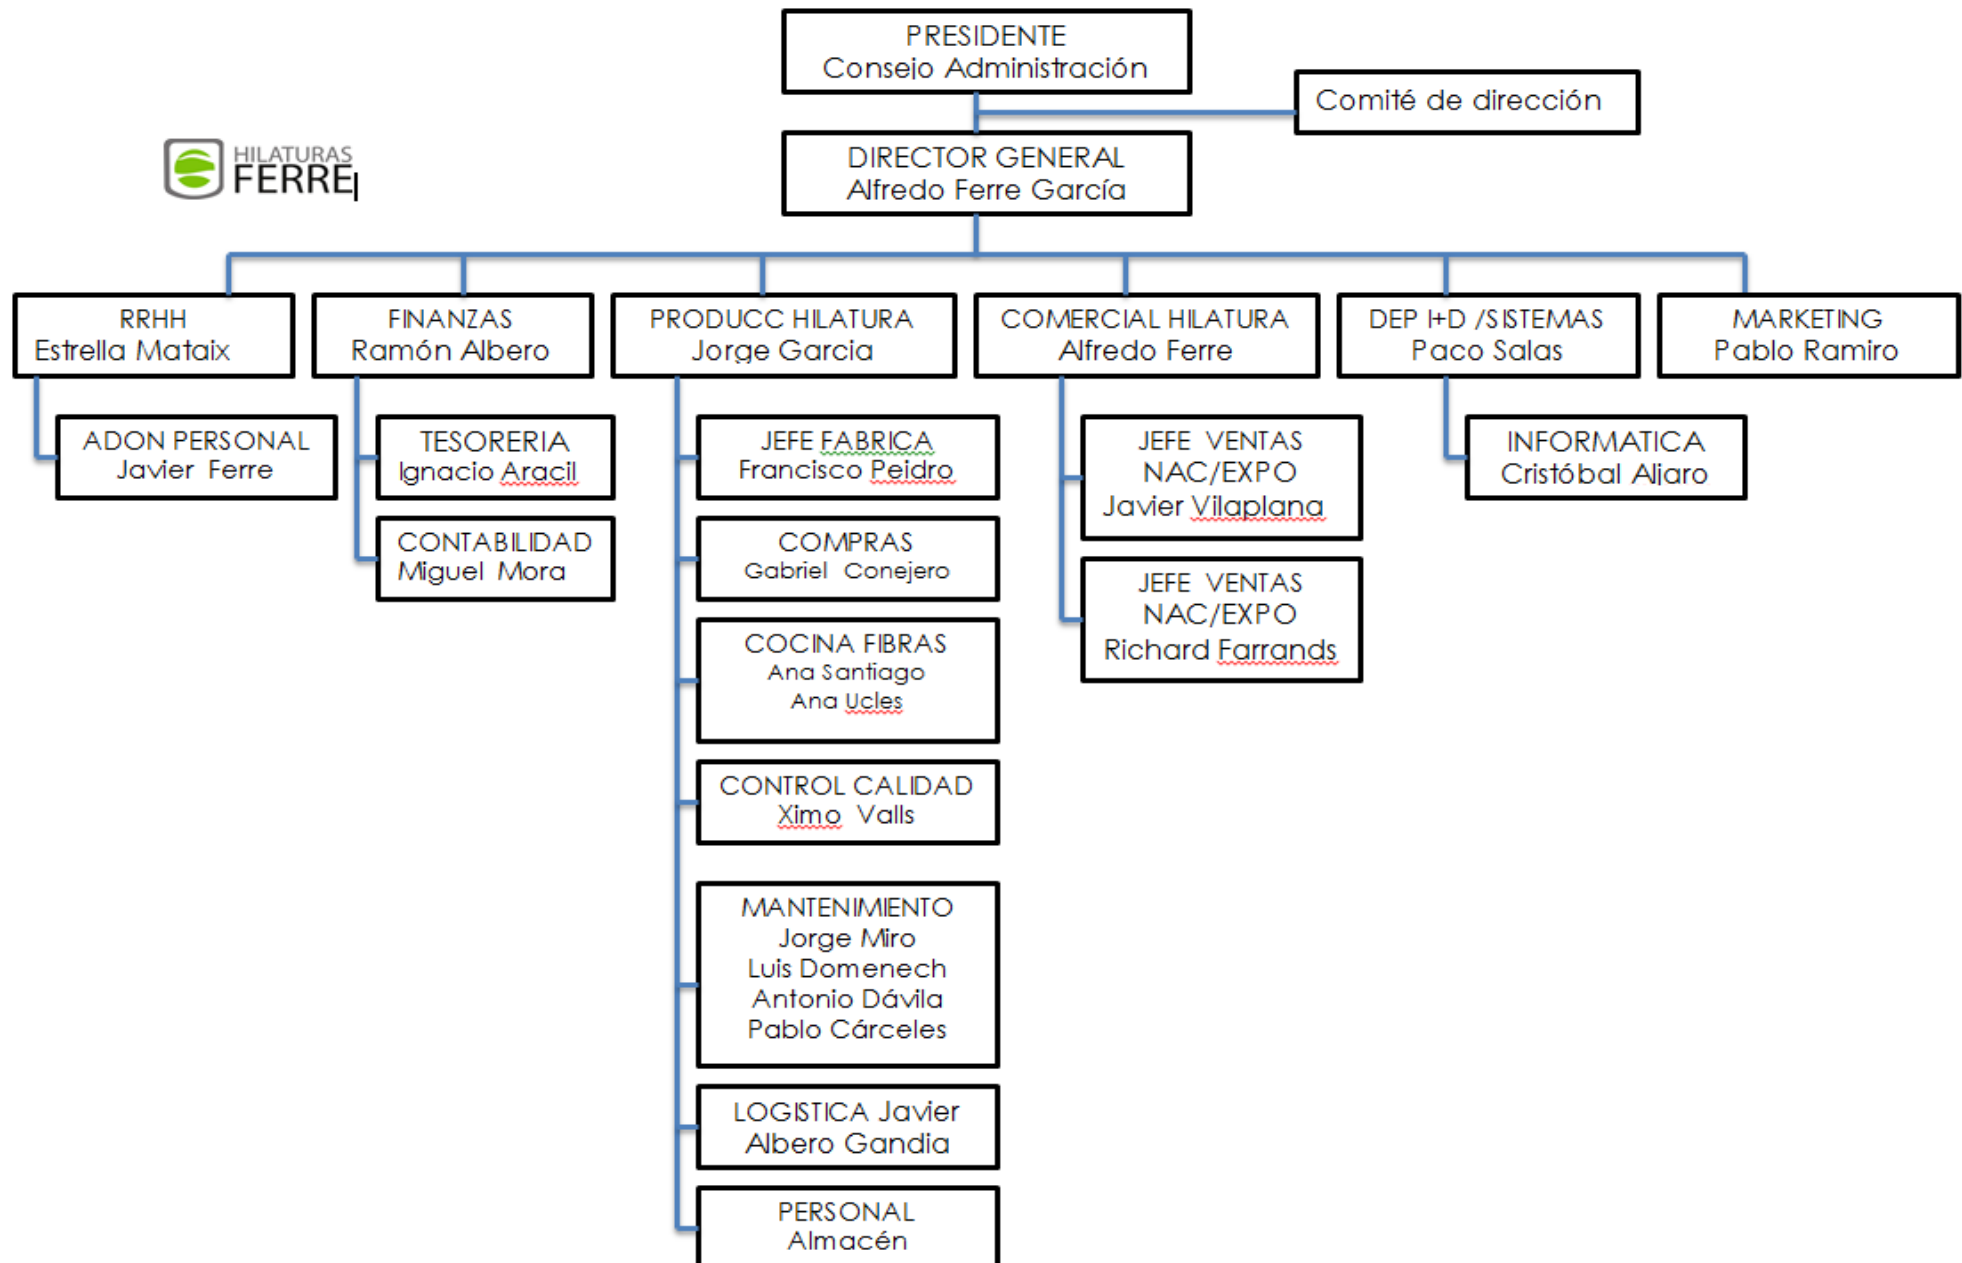 PRESIDENTE
Consejo Administración
Comité de dirección
HILATURAS
FERRE
DIRECTOR GENERAL
Alfredo Ferre García
RRHH
Estrella Mataix
FINANZAS
Ramón Albero
PRODUCC HILATURA
Jorge Garcia
COMERCIAL HILATURA
Alfredo Ferre
DEP I+D /SISTEMAS
Paco Salas
MARKETING
Pablo Ramiro
ADON PERSONAL
Javier Ferre
TESORERIA
Ignacio Aracil
CONTABILIDAD
Miguel Mora
JEFE FABRICA
Francisco Peidro
COMPRAS
Gabriel Conejero
COCINA FIBRAS
Ana Santiago
Ana Ucles
CONTROL CALIDAD
Ximo Valls
MANTENIMIENTO
Jorge Miro
Luis Domenech
Antonio Dávila
Pablo Cárceles
LOGISTICA Javier
Albero Gandia
PERSONAL
Almacén
JEFE VENTAS
NAC/EXPO
Javier Vilaplana
JEFE VENTAS
NAC/EXPO
Richard Farrands
INFORMATICA
Cristóbal Aljaro